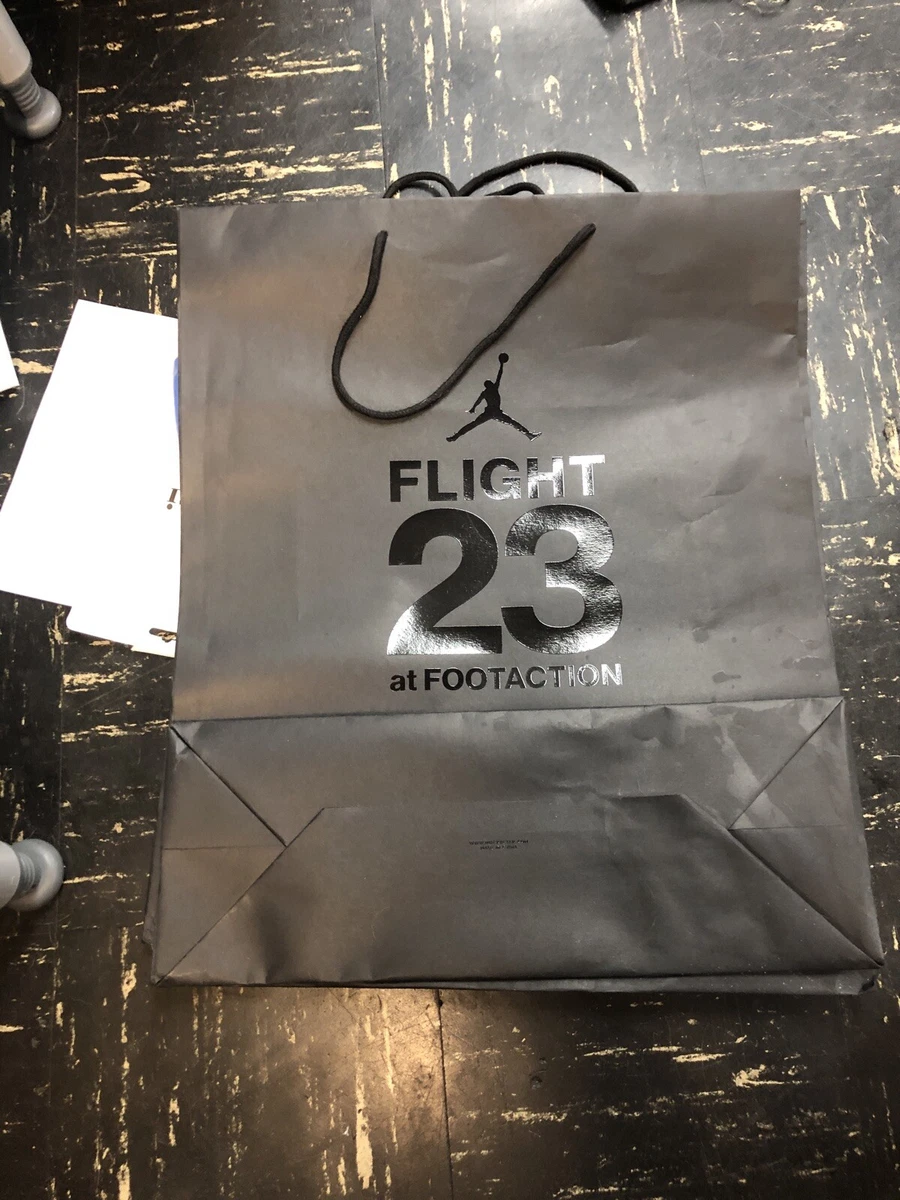 FLIGHT
23
at FOOTACTION